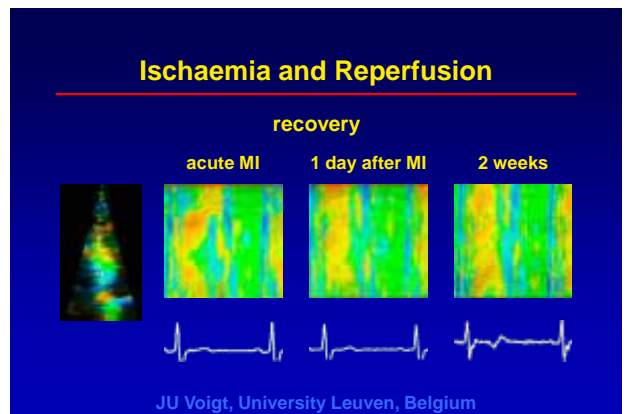 Ischaemia and Reperfusion
recovery
acute MI 1 day after MI 2 weeks
JU Voigt, University Leuven, Belgium